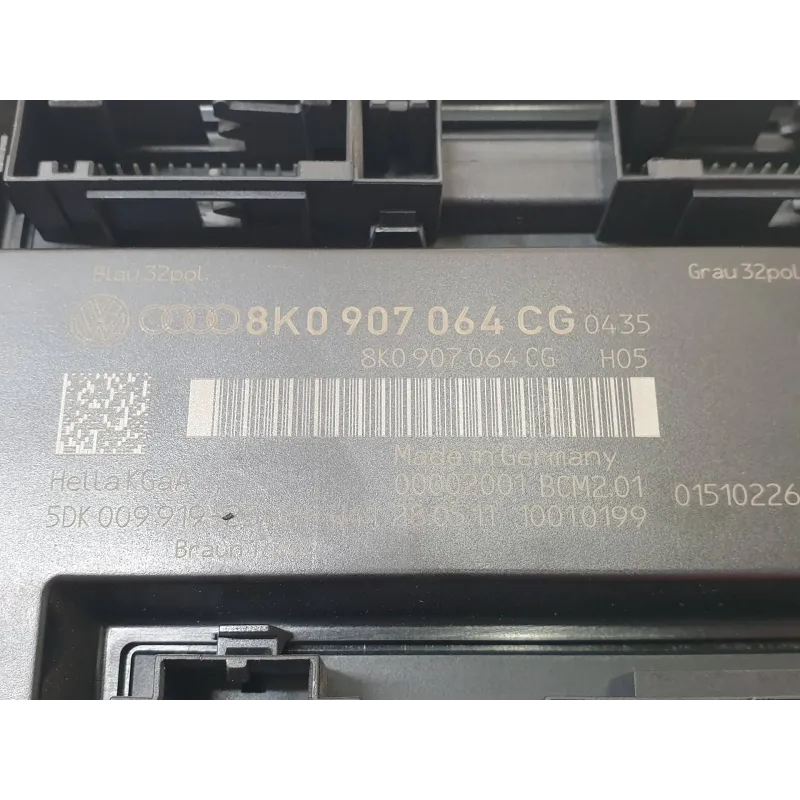 Blau 32pol.
Grau 32pol
8K0 907 064 CG 0435
8K0 907 064 CG H05
Made in Germany
Hella KGaA
00002001 BCM2.01
01510226
5DK 009 919-
05.11 10010199
Braun